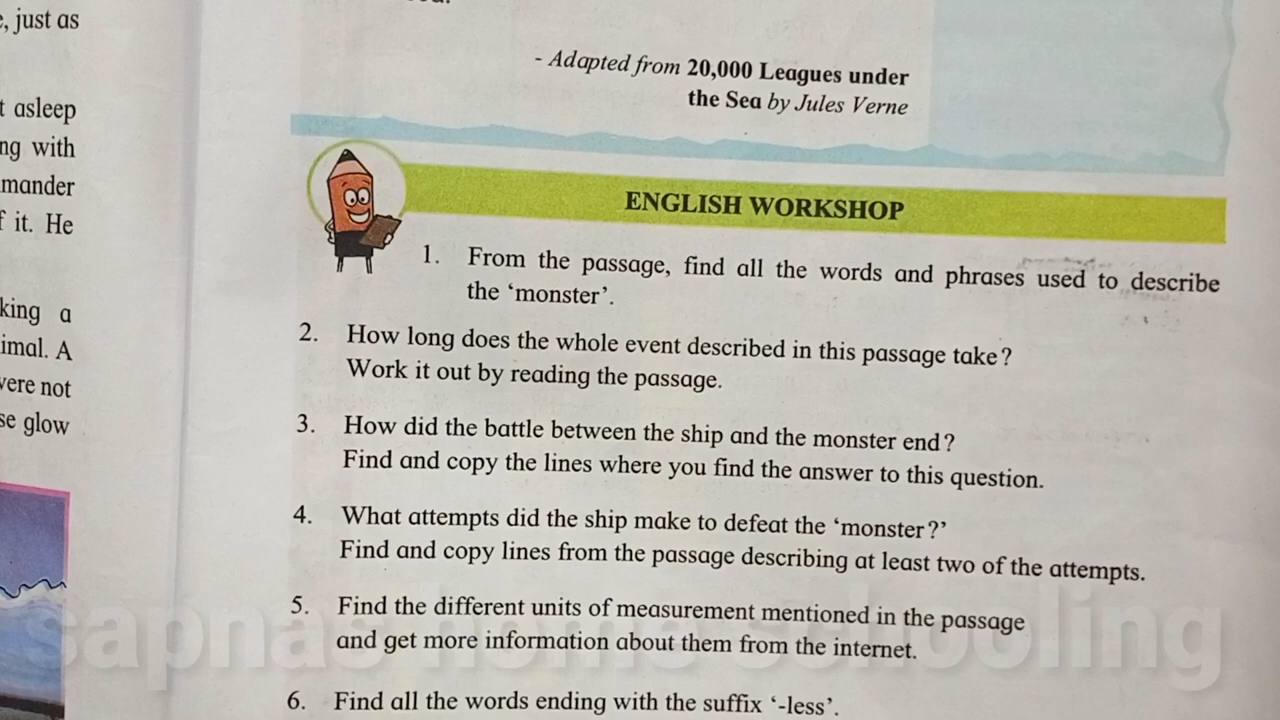 , just as
t asleep
ng with
mander
f it. He
king a
imal. A
vere not
se glow
- Adapted from 20,000 Leagues under
the Sea by Jules Verne
ENGLISH WORKSHOP
1. From the passage, find all the words and phrases used to describe
the ‘monster’.
2. How long does the whole event described in this passage take?
Work it out by reading the passage.
3. How did the battle between the ship and the monster end?
Find and copy the lines where you find the answer to this question.
4. What attempts did the ship make to defeat the ‘monster?’
Find and copy lines from the passage describing at least two of the attempts.
5. Find the different units of measurement mentioned in the passage
and get more information about them from the internet.
6. Find all the words ending with the suffix ‘-less’.
sapnas home schooling